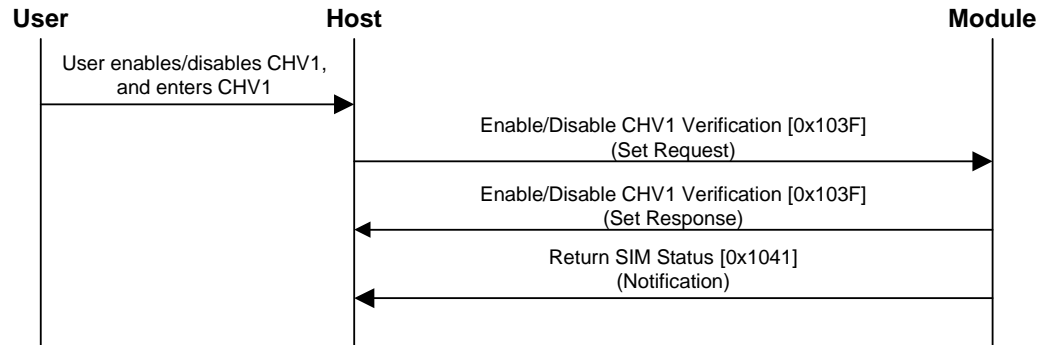 User
Host
Module
User enables/disables CHV1,
and enters CHV1
Enable/Disable CHV1 Verification [0x103F]
(Set Request)
Enable/Disable CHV1 Verification [0x103F]
(Set Response)
Return SIM Status [0x1041]
(Notification)